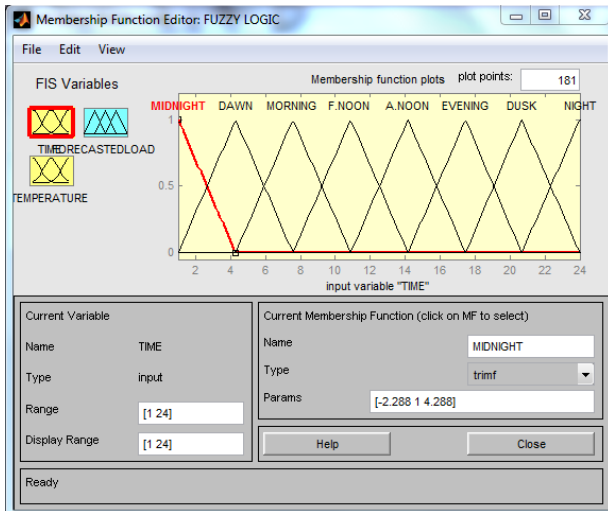 Membership Function Editor: FUZZY LOGIC
File Edit View
FIS Variables
Membership function plots plot points: 181
MIDNIGHT DAWN MORNING F.NOON A.NOON EVENING DUSK NIGHT
TIME FORECASTEDLOAD
TEMPERATURE
1
0.5
0
2 4 6 8 10 12 14 16 18 20 22 24
input variable "TIME"
Current Variable
Name TIME
Type input
Range [1 24]
Display Range [1 24]
Current Membership Function (click on MF to select)
Name MIDNIGHT
Type trimf
Params [-2.288 1 4.288]
Help Close
Ready